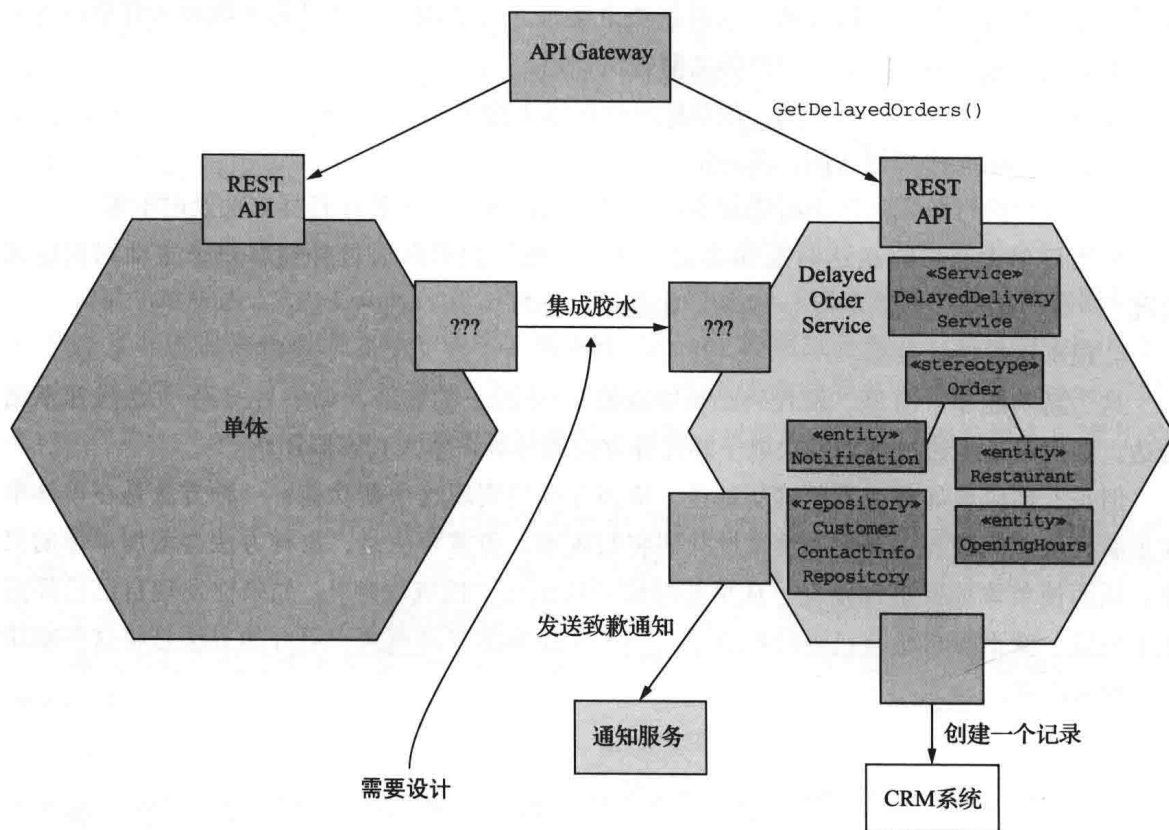 API Gateway
GetDelayedOrders()
REST
API
REST
API
???
集成胶水
???
单体
Delayed
Order
Service
«Service»
DelayedDelivery
Service
«stereotype»
Order
«entity»
Notification
«entity»
Restaurant
«repository»
Customer
ContactInfo
Repository
«entity»
OpeningHours
发送致歉通知
通知服务
需要设计
创建一个记录
CRM系统